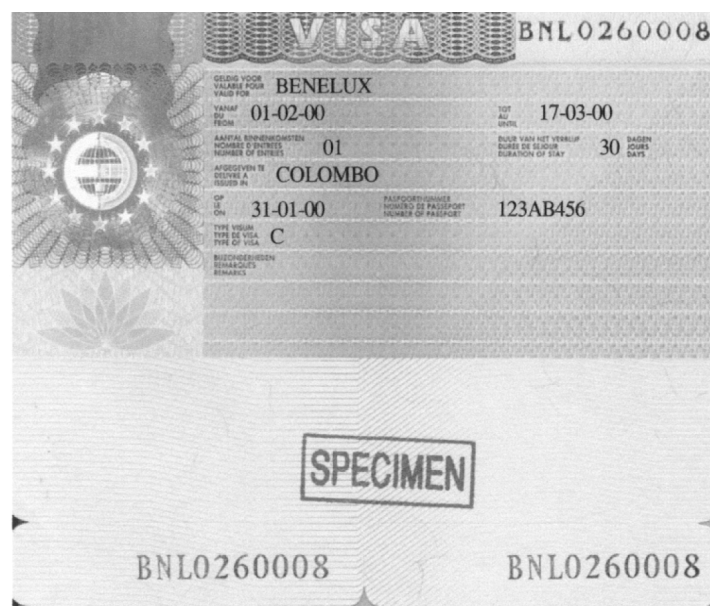 VISA BNL0260008
GELDIG VOOR
VALABLE POUR
VALID FOR
BENELUX
VANAF
DU
FROM
01-02-00
TOT
AU
UNTIL
17-03-00
AANTAL BINNENKOMSTEN
NOMBRE D'ENTREES
NUMBER OF ENTRIES
01
DUUR VAN HET VERBLIJF
DUREE DE SEJOUR
DURATION OF STAY
30
DAGEN
JOURS
DAYS
AFGEGEVEN TE
DELIVRE A
ISSUED IN
COLOMBO
OP
LE
ON
31-01-00
PASPOORTNUMMER
NUMERO DE PASSEPORT
NUMBER OF PASSPORT
123AB456
TYPE VISUM
TYPE DE VISA
TYPE OF VISA
C
BIJZONDERHEDEN
REMARQUES
REMARKS
SPECIMEN
BNL0260008 BNL0260008